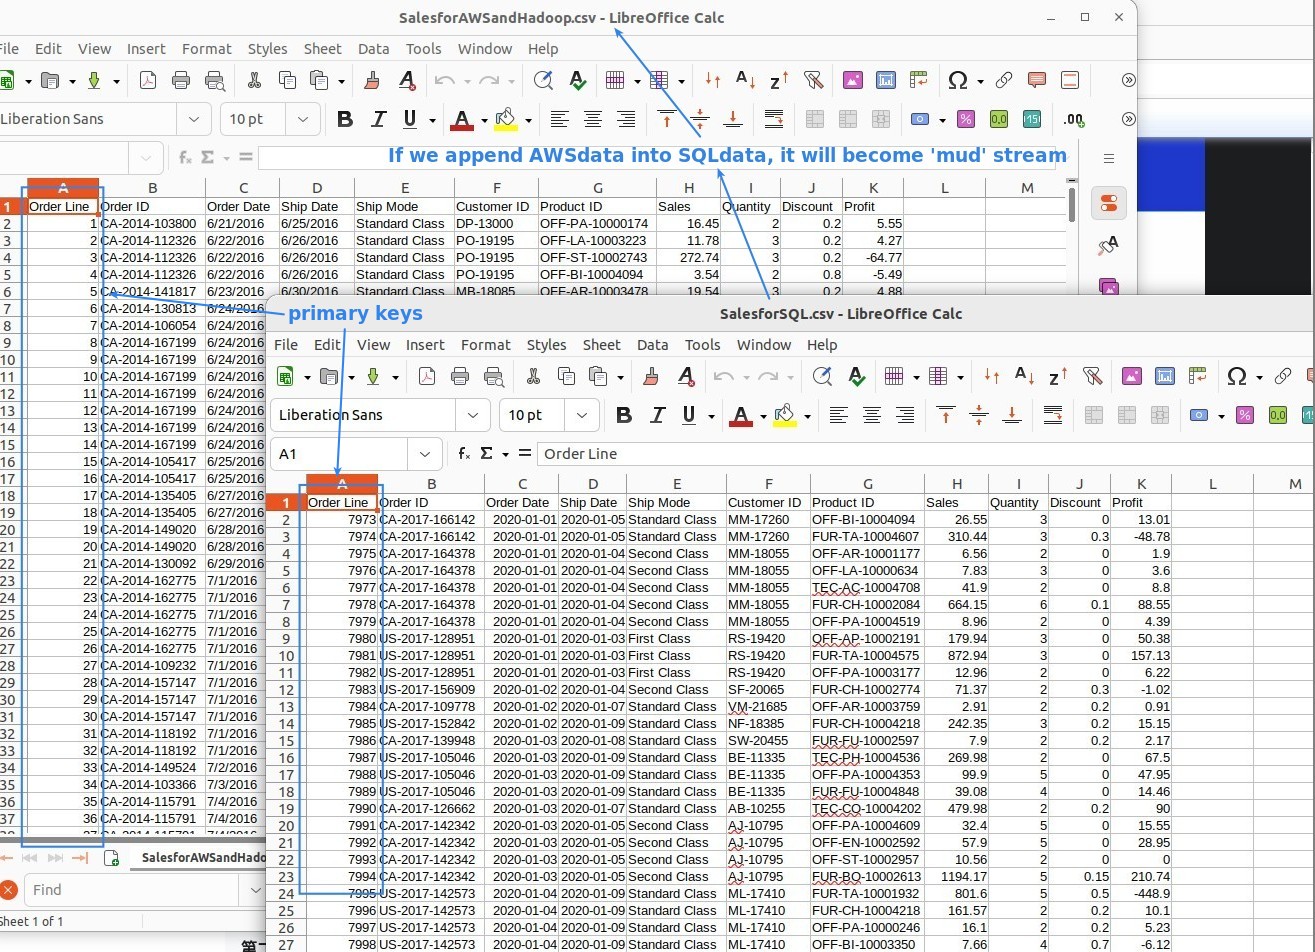 SalesforAWSandHadoop.csv - LibreOffice Calc
File Edit View Insert Format Styles Sheet Data Tools Window Help
Liberation Sans 10 pt
If we append AWSdata into SQLdata, it will become 'mud' stream
A B C D E F G H I J K L M
1 Order Line Order ID Order Date Ship Date Ship Mode Customer ID Product ID Sales Quantity Discount Profit
2 1 CA-2014-103800 6/21/2016 6/25/2016 Standard Class DP-13000 OFF-PA-10000174 16.45 2 0.2 5.55
3 2 CA-2014-112326 6/22/2016 6/26/2016 Standard Class PO-19195 OFF-LA-10003223 11.78 3 0.2 4.27
4 3 CA-2014-112326 6/22/2016 6/26/2016 Standard Class PO-19195 OFF-ST-10002743 272.74 3 0.2 -64.77
5 4 CA-2014-112326 6/22/2016 6/26/2016 Standard Class PO-19195 OFF-BI-10004094 3.54 2 0.8 -5.49
6 5 CA-2014-141817 6/23/2016 6/30/2016 Standard Class MB-18085 OFF-AR-10003478 19.54 3 0.2 4.88
7 6 CA-2014-130813 6/24/2016
8 7 CA-2014-106054 6/24/2016
9 8 CA-2014-167199 6/24/2016
10 9 CA-2014-167199 6/24/2016
11 10 CA-2014-167199 6/24/2016
12 11 CA-2014-167199 6/24/2016
13 12 CA-2014-167199 6/24/2016
14 13 CA-2014-167199 6/24/2016
15 14 CA-2014-167199 6/24/2016
16 15 CA-2014-105417 6/25/2016
17 16 CA-2014-105417 6/25/2016
18 17 CA-2014-135405 6/27/2016
19 18 CA-2014-135405 6/27/2016
20 19 CA-2014-149020 6/28/2016
21 20 CA-2014-149020 6/28/2016
22 21 CA-2014-130092 6/29/2016
23 22 CA-2014-162775 7/1/2016
24 23 CA-2014-162775 7/1/2016
25 24 CA-2014-162775 7/1/2016
26 25 CA-2014-162775 7/1/2016
27 26 CA-2014-162775 7/1/2016
28 27 CA-2014-109232 7/1/2016
29 28 CA-2014-157147 7/1/2016
30 29 CA-2014-157147 7/1/2016
31 30 CA-2014-157147 7/1/2016
32 31 CA-2014-118192 7/1/2016
33 32 CA-2014-118192 7/1/2016
34 33 CA-2014-149524 7/2/2016
35 34 CA-2014-103366 7/3/2016
36 35 CA-2014-115791 7/4/2016
37 36 CA-2014-115791 7/4/2016
38 37 CA-2014-115791 7/4/2016
SalesforAWSandHado
Find
Sheet 1 of 1
primary keys
SalesforSQL.csv - LibreOffice Calc
File Edit View Insert Format Styles Sheet Data Tools Window Help
Liberation Sans 10 pt
A1 Order Line
A B C D E F G H I J K L M
1 Order Line Order ID Order Date Ship Date Ship Mode Customer ID Product ID Sales Quantity Discount Profit
2 7973 CA-2017-166142 2020-01-01 2020-01-05 Standard Class MM-17260 OFF-BI-10004094 26.55 3 0 13.01
3 7974 CA-2017-166142 2020-01-01 2020-01-05 Standard Class MM-17260 FUR-TA-10004607 310.44 3 0.3 -48.78
4 7975 CA-2017-164378 2020-01-01 2020-01-04 Second Class MM-18055 OFF-AR-10001177 6.56 2 0 1.9
5 7976 CA-2017-164378 2020-01-01 2020-01-04 Second Class MM-18055 OFF-LA-10000634 7.83 3 0 3.6
6 7977 CA-2017-164378 2020-01-01 2020-01-04 Second Class MM-18055 TEC-AC-10004708 41.9 2 0 8.8
7 7978 CA-2017-164378 2020-01-01 2020-01-04 Second Class MM-18055 FUR-CH-10002084 664.15 6 0.1 88.55
8 7979 CA-2017-164378 2020-01-01 2020-01-04 Second Class MM-18055 OFF-PA-10004519 8.96 2 0 4.39
9 7980 US-2017-128951 2020-01-01 2020-01-03 First Class RS-19420 OFF-AP-10002191 179.94 3 0 50.38
10 7981 US-2017-128951 2020-01-01 2020-01-03 First Class RS-19420 FUR-TA-10004575 872.94 3 0 157.13
11 7982 US-2017-128951 2020-01-01 2020-01-03 First Class RS-19420 OFF-PA-10003177 12.96 2 0 6.22
12 7983 US-2017-156909 2020-01-02 2020-01-04 Second Class SF-20065 FUR-CH-10002774 71.37 2 0.3 -1.02
13 7984 CA-2017-109778 2020-01-02 2020-01-07 Standard Class VM-21685 OFF-AR-10003759 2.91 2 0.2 0.91
14 7985 US-2017-152842 2020-01-02 2020-01-09 Standard Class NF-18385 FUR-CH-10004218 242.35 3 0.2 15.15
15 7986 CA-2017-139948 2020-01-03 2020-01-08 Standard Class SW-20455 FUR-FU-10002597 7.9 2 0.2 2.17
16 7987 US-2017-105046 2020-01-03 2020-01-09 Standard Class BE-11335 TEC-PH-10004536 269.98 2 0 67.5
17 7988 US-2017-105046 2020-01-03 2020-01-09 Standard Class BE-11335 OFF-PA-10004353 99.9 5 0 47.95
18 7989 US-2017-105046 2020-01-03 2020-01-09 Standard Class BE-11335 FUR-FU-10004848 39.08 4 0 14.46
19 7990 CA-2017-126662 2020-01-03 2020-01-07 Standard Class AB-10255 TEC-CO-10004202 479.98 2 0.2 90
20 7991 CA-2017-142342 2020-01-03 2020-01-05 Second Class AJ-10795 OFF-PA-10004609 32.4 5 0 15.55
21 7992 CA-2017-142342 2020-01-03 2020-01-05 Second Class AJ-10795 OFF-EN-10002592 57.9 5 0 28.95
22 7993 CA-2017-142342 2020-01-03 2020-01-05 Second Class AJ-10795 OFF-ST-10002957 10.56 2 0 0
23 7994 CA-2017-142342 2020-01-03 2020-01-05 Second Class AJ-10795 FUR-BO-10002613 1194.17 5 0.15 210.74
24 7995 US-2017-142573 2020-01-04 2020-01-09 Standard Class ML-17410 FUR-TA-10001932 801.6 5 0.5 -448.9
25 7996 US-2017-142573 2020-01-04 2020-01-09 Standard Class ML-17410 FUR-CH-10004218 161.57 2 0.2 10.1
26 7997 US-2017-142573 2020-01-04 2020-01-09 Standard Class ML-17410 OFF-PA-10000246 16.1 2 0.2 5.23
27 7998 US-2017-142573 2020-01-04 2020-01-09 Standard Class ML-17410 OFF-BI-10003350 7.66 4 0.7 -6.12